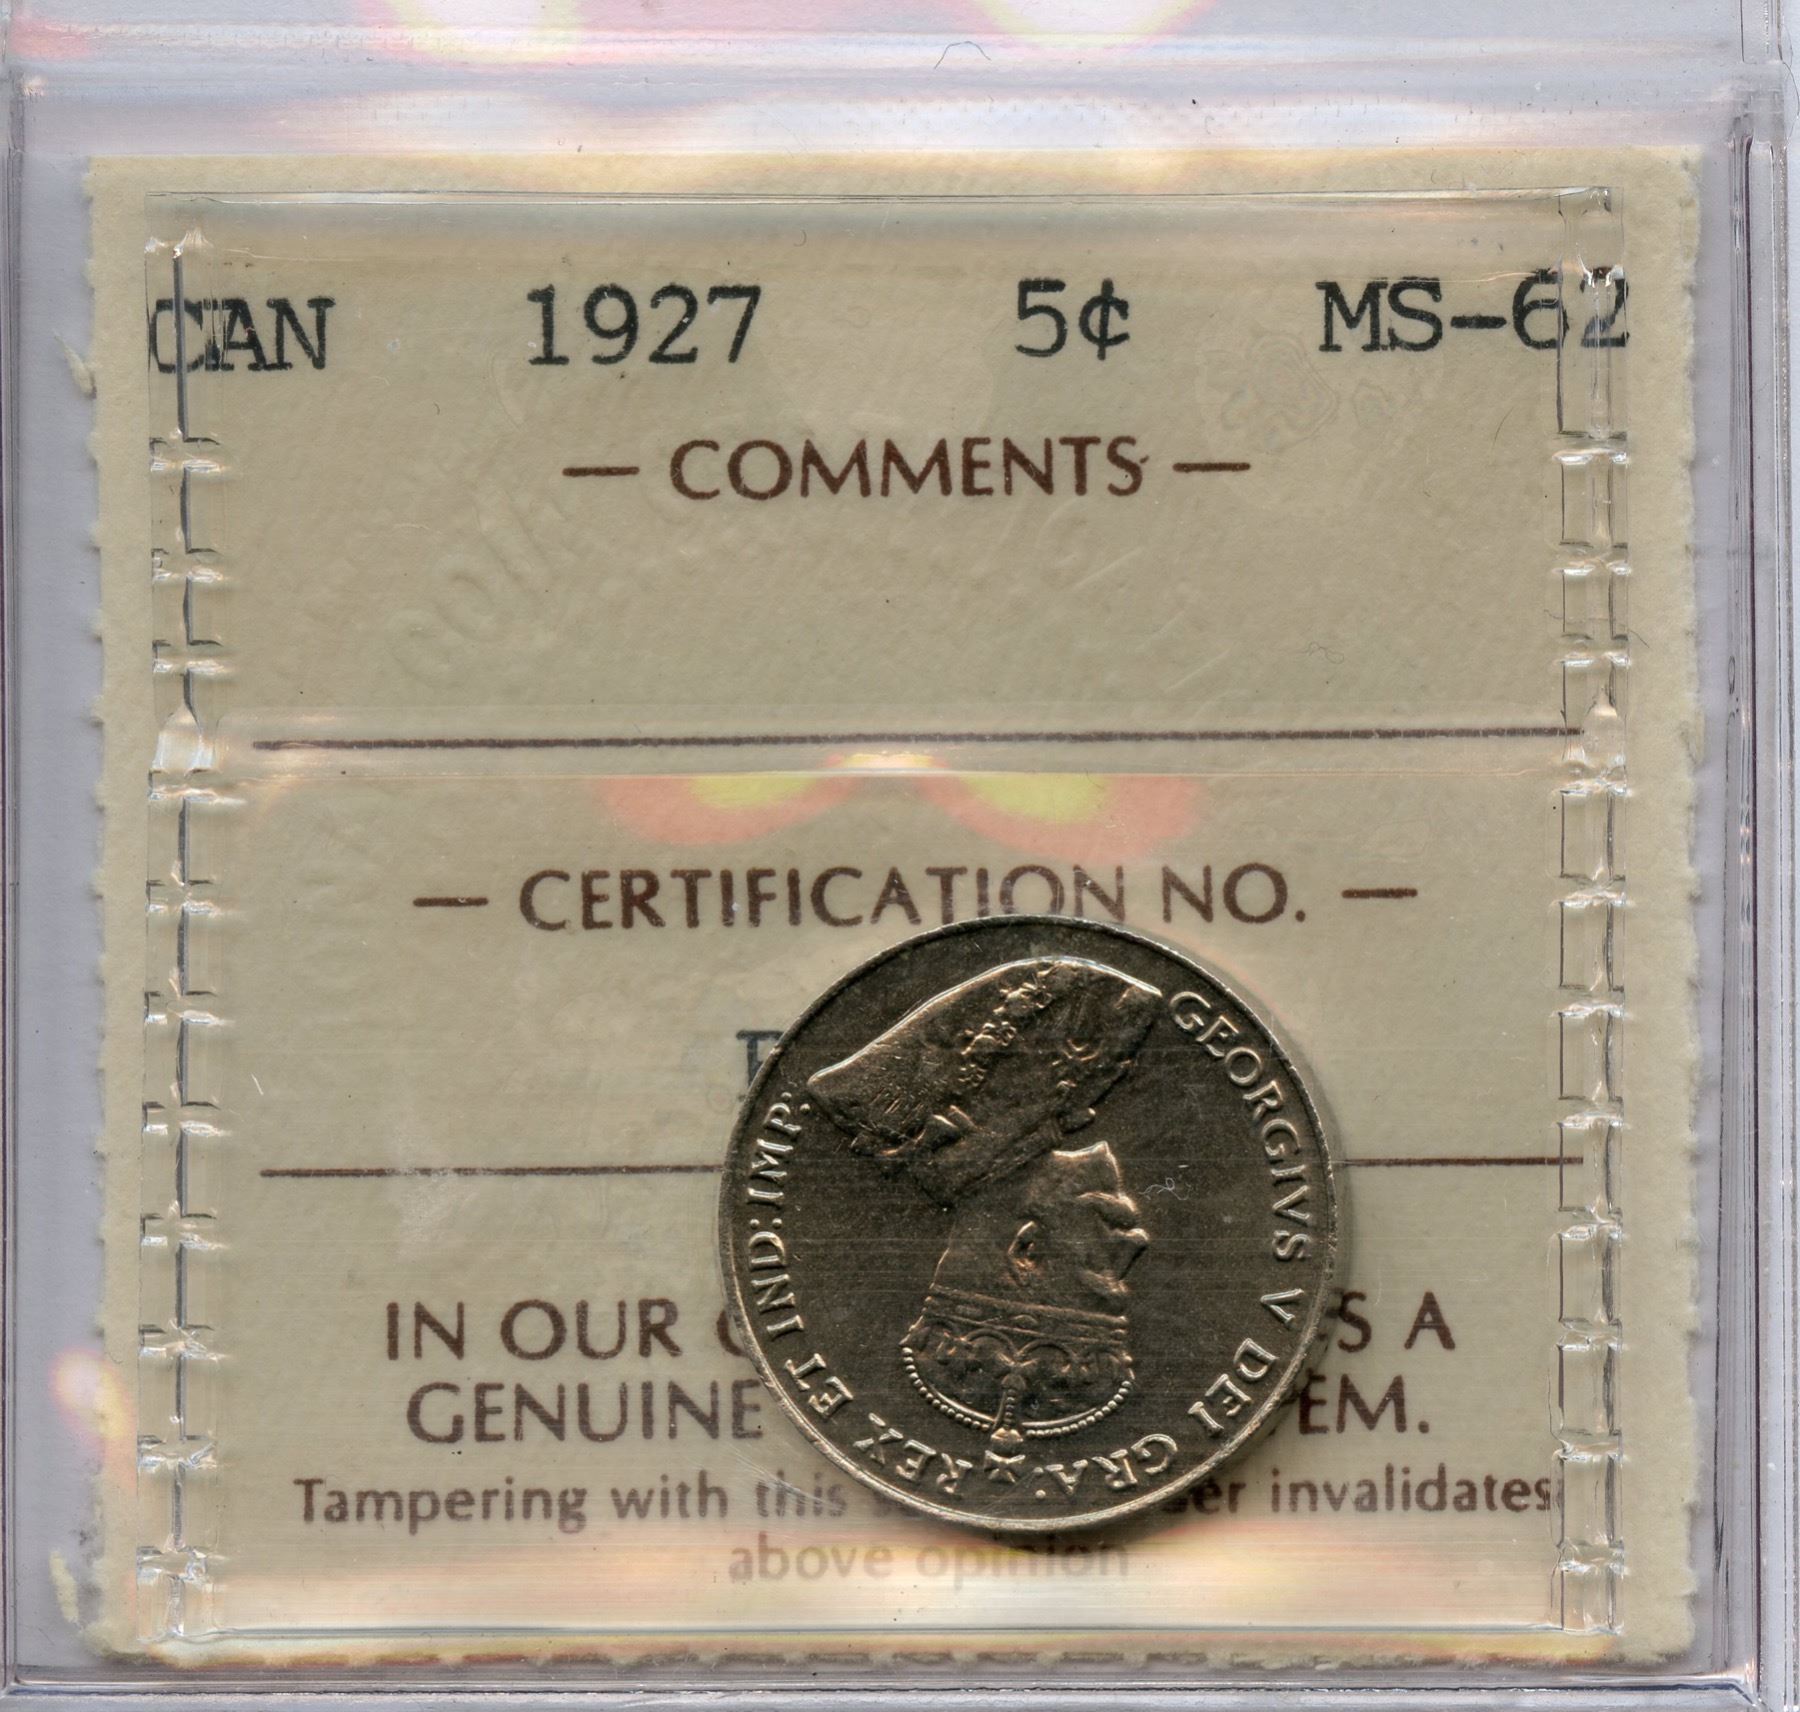 CAN 1927 5¢ MS-62
— COMMENTS —
— CERTIFICATION NO. —
GEORGIVS V DEI GRA: REX ET IND: IMP:
IN OUR S A
GENUINE EM.
Tampering with this er invalidates
above opinion